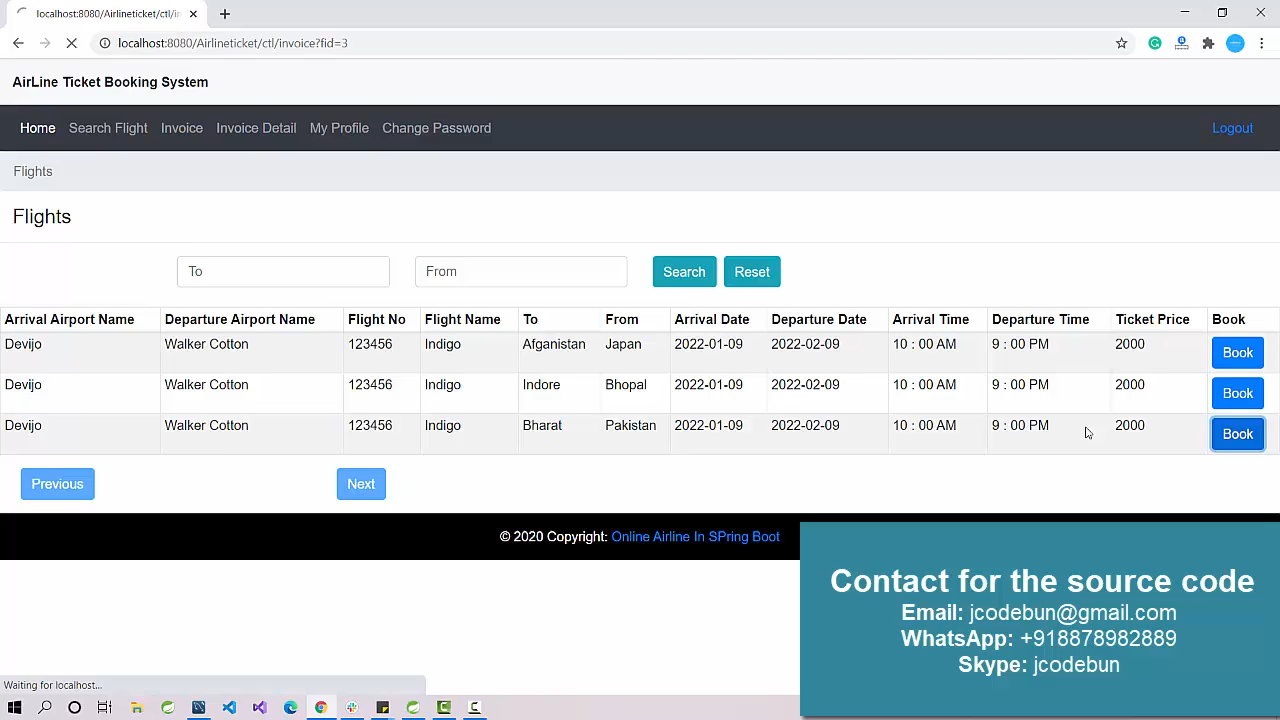 localhost:8080/Airlineticket/ctl/in
localhost:8080/Airlineticket/ctl/invoice?fid=3
AirLine Ticket Booking System
Home Search Flight Invoice Invoice Detail My Profile Change Password Logout
Flights
Flights
To From Search Reset
Arrival Airport Name Departure Airport Name Flight No Flight Name To From Arrival Date Departure Date Arrival Time Departure Time Ticket Price Book
Devijo Walker Cotton 123456 Indigo Afganistan Japan 2022-01-09 2022-02-09 10 : 00 AM 9 : 00 PM 2000 Book
Devijo Walker Cotton 123456 Indigo Indore Bhopal 2022-01-09 2022-02-09 10 : 00 AM 9 : 00 PM 2000 Book
Devijo Walker Cotton 123456 Indigo Bharat Pakistan 2022-01-09 2022-02-09 10 : 00 AM 9 : 00 PM 2000 Book
Previous Next
© 2020 Copyright: Online Airline In SPring Boot
Contact for the source code
Email: jcodebun@gmail.com
WhatsApp: +918878982889
Skype: jcodebun
Waiting for localhost...